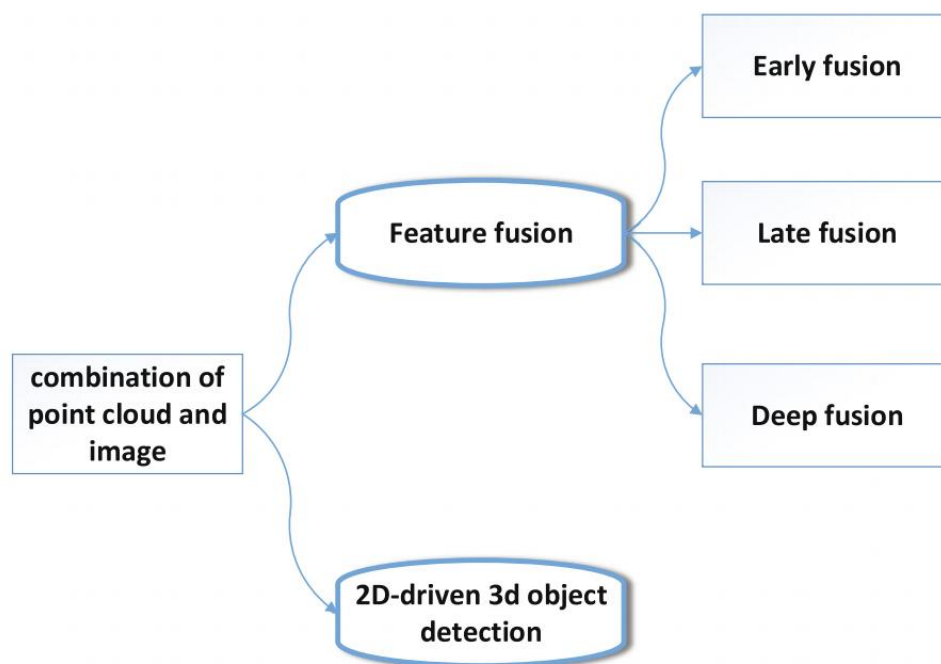 Early fusion
Feature fusion
Late fusion
combination of
point cloud and
image
Deep fusion
2D-driven 3d object
detection